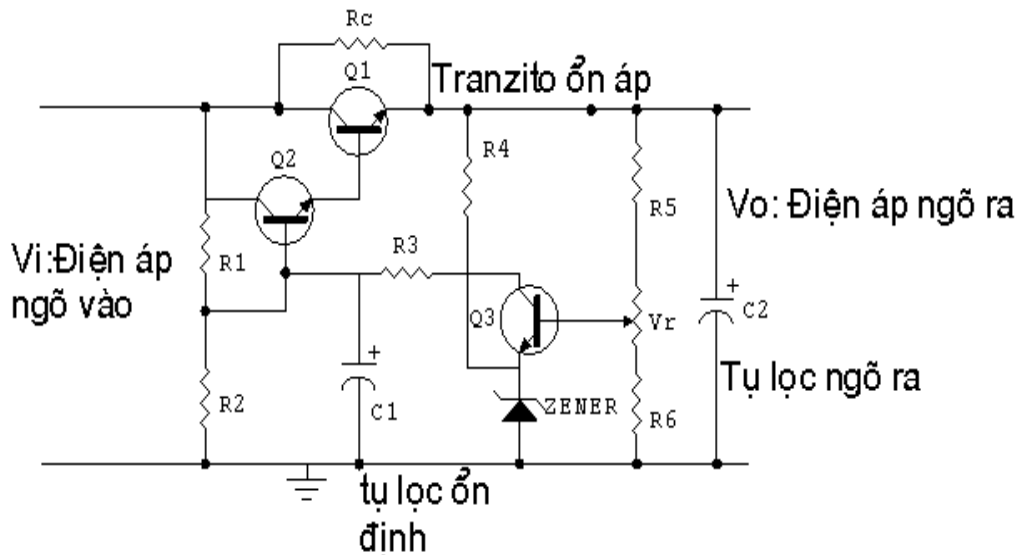 Rc
Q1
Tranzito ổn áp
Q2
R4
R5
Vo: Điện áp ngõ ra
Vi:Điện áp
ngõ vào
R1
R3
Q3
Vr
+
C2
+
C1
R2
ZENER
R6
Tụ lọc ngõ ra
tụ lọc ổn
đinh